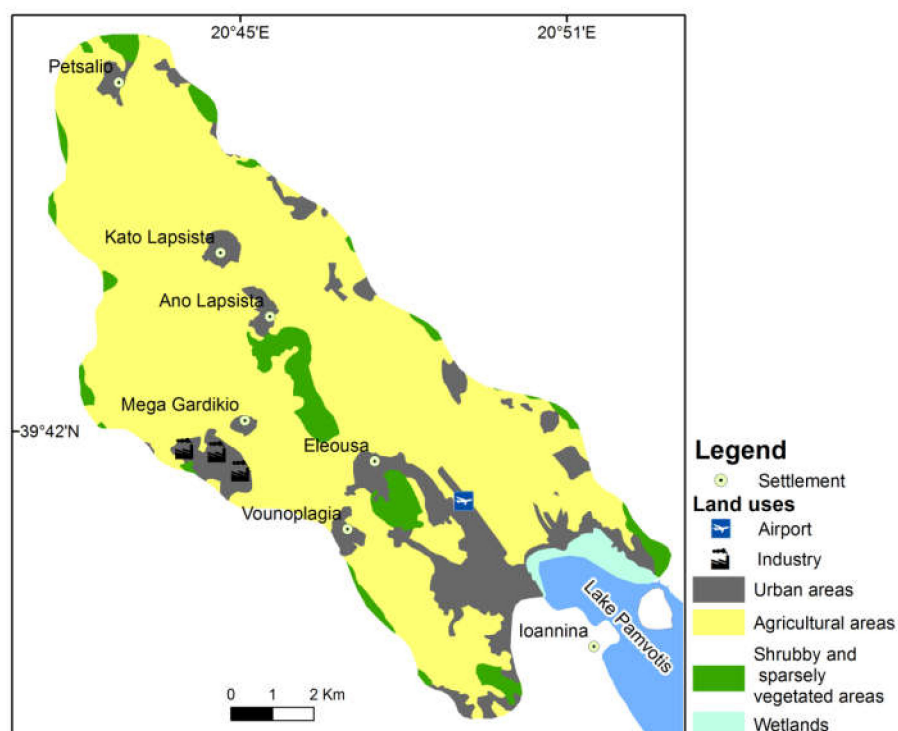 20°45'E
20°51'E
Petsalio
Kato Lapsista
Ano Lapsista
Mega Gardikio
39°42'N
Eleousa
Vounoplagia
Ioannina
Lake Pamvotis
0 1 2 Km
Legend
Settlement
Land uses
Airport
Industry
Urban areas
Agricultural areas
Shrubby and
sparsely
vegetated areas
Wetlands